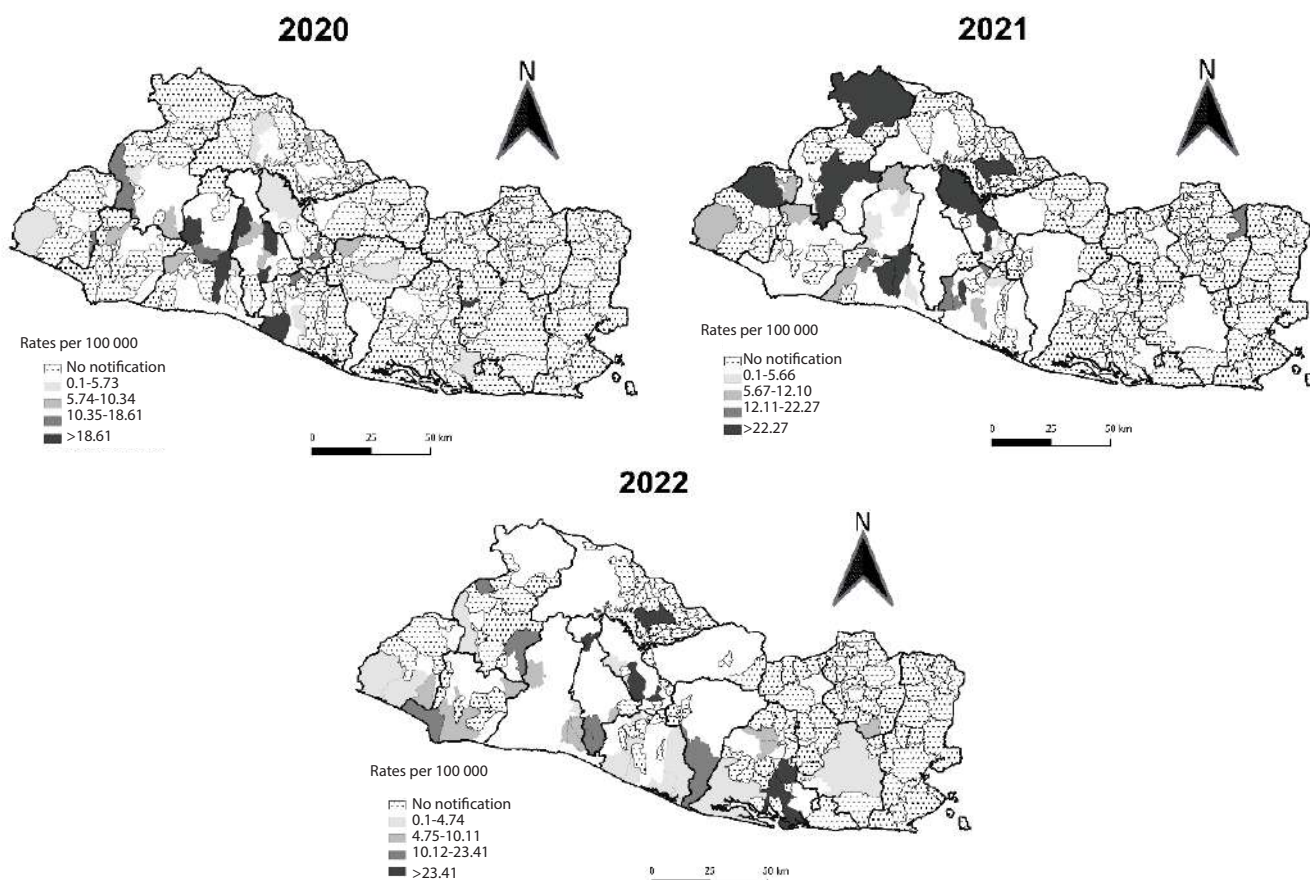 2020
N
Rates per 100 000
No notification
0.1-5.73
5.74-10.34
10.35-18.61
>18.61
0 25 50 km
2021
N
Rates per 100 000
No notification
0.1-5.66
5.67-12.10
12.11-22.27
>22.27
0 25 50 km
2022
N
Rates per 100 000
No notification
0.1-4.74
4.75-10.11
10.12-23.41
>23.41
0 25 50 km